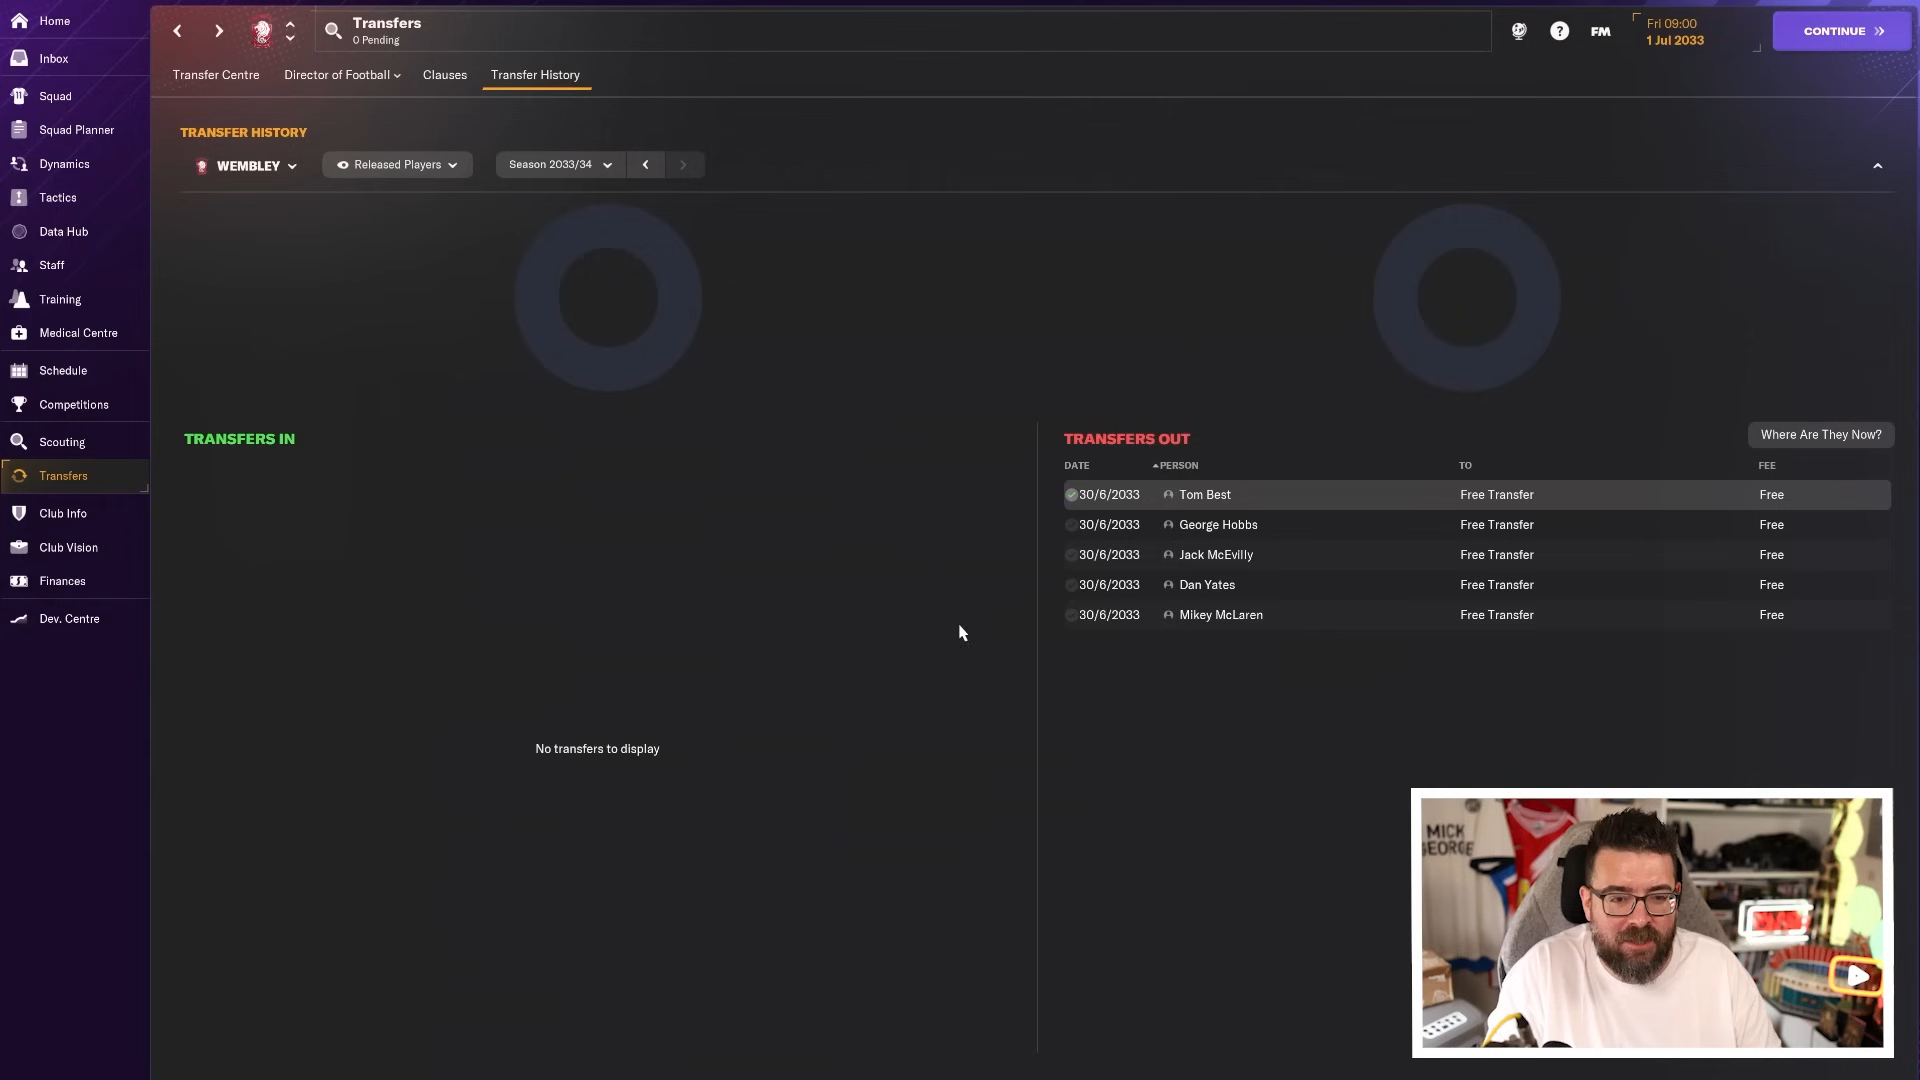 Home
Inbox
Squad
Squad Planner
Dynamics
Tactics
Data Hub
Staff
Training
Medical Centre
Schedule
Competitions
Scouting
Transfers
Club Info
Club Vision
Finances
Dev. Centre
Transfers
0 Pending
FM
Fri 09:00
1 Jul 2033
CONTINUE
Transfer Centre Director of Football Clauses Transfer History
TRANSFER HISTORY
WEMBLEY Released Players Season 2033/34
TRANSFERS IN
No transfers to display
TRANSFERS OUT
Where Are They Now?
DATE PERSON TO FEE
30/6/2033 Tom Best Free Transfer Free
30/6/2033 George Hobbs Free Transfer Free
30/6/2033 Jack McEvilly Free Transfer Free
30/6/2033 Dan Yates Free Transfer Free
30/6/2033 Mikey McLaren Free Transfer Free
MICK
GEORGE